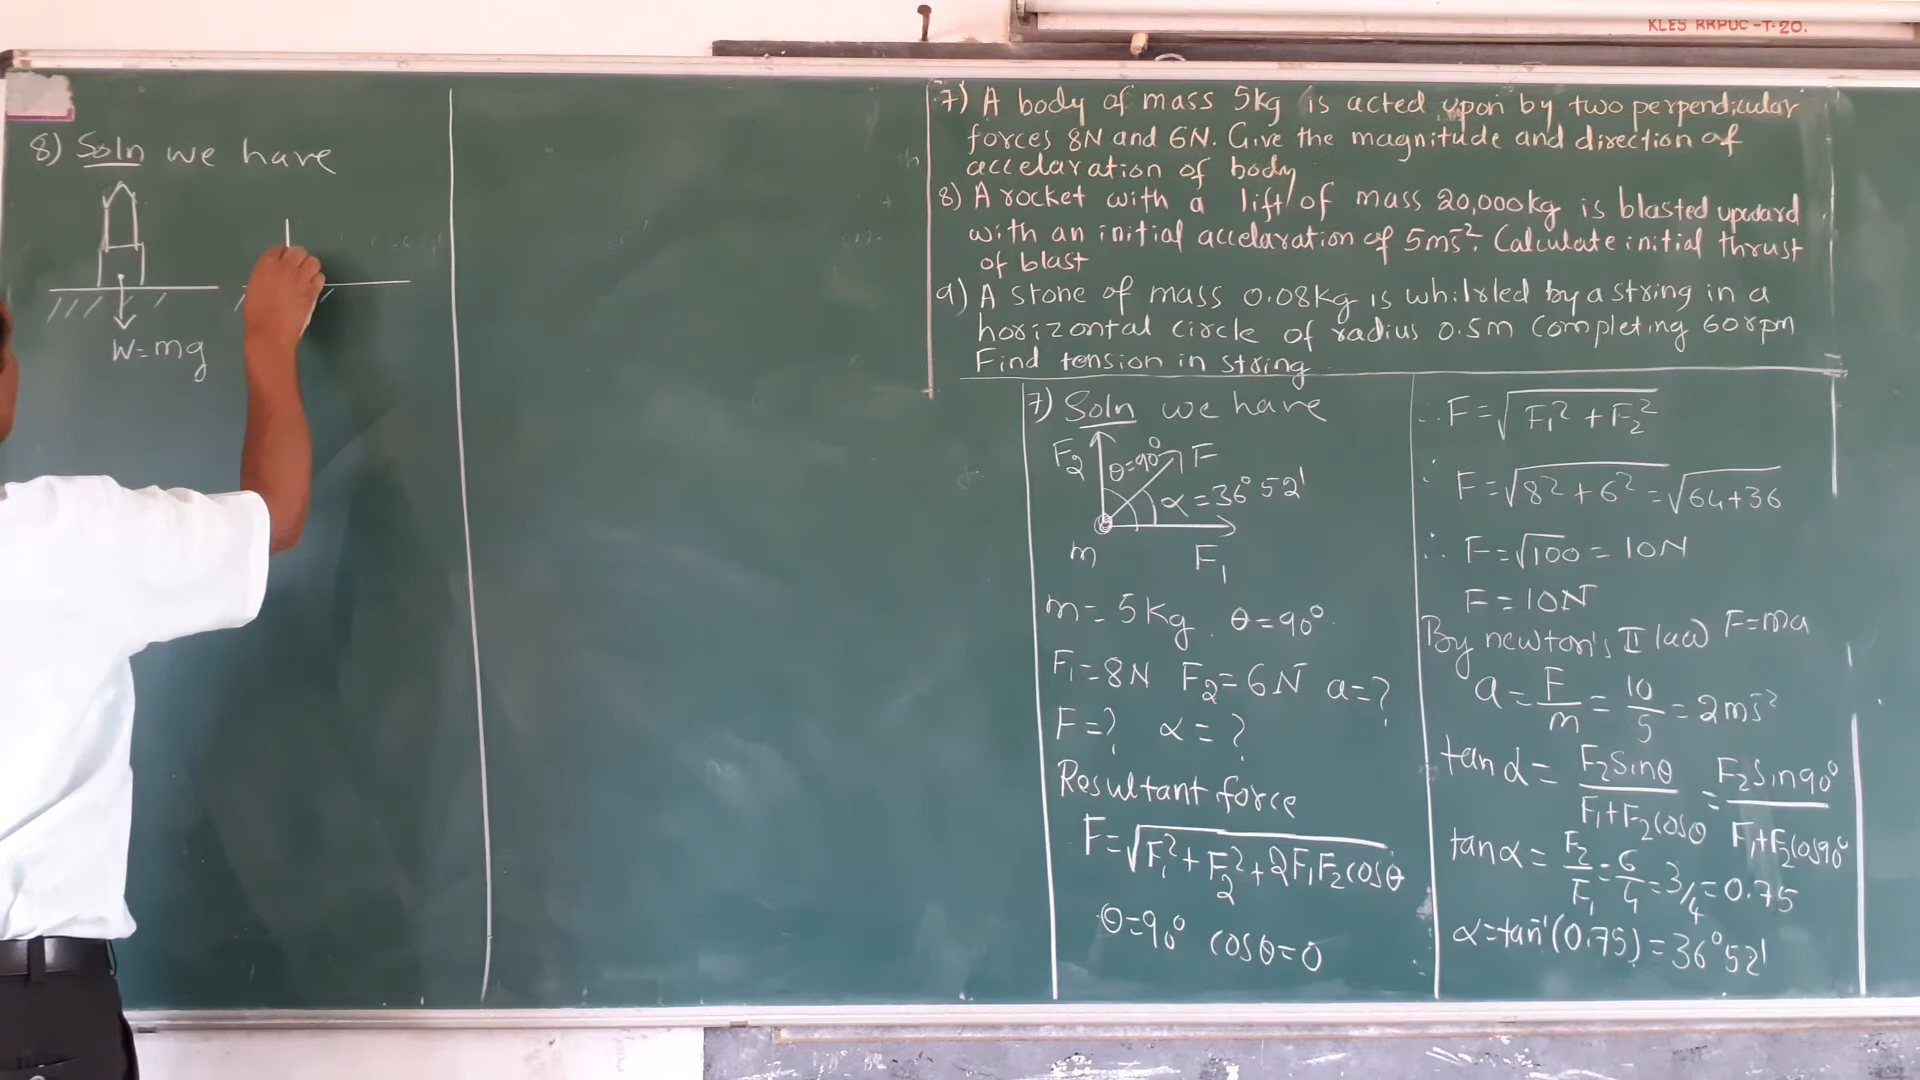 KLES RRPUC-T-20.
7) A body of mass 5kg is acted upon by two perpendicular
forces 8N and 6N. Give the magnitude and direction of
accelaration of body
8) A rocket with a lift of mass 20,000kg is blasted upward
with an initial accelaration of 5ms⁻². Calculate initial thrust
of blast
9) A stone of mass 0.08kg is whilrled by a string in a
horizontal circle of radius 0.5m completing 60rpm
Find tension in string
8) Soln we have
W=mg
7) Soln we have
F₂ θ=90° F
α=36°52'
m F₁
m=5Kg. θ=90°
F₁=8N F₂=6N a=?
F=? α=?
Resultant force
F=√F₁²+F₂²+2F₁F₂cosθ
θ=90° cosθ=0
∴F=√F₁²+F₂²
∴ F=√8²+6²=√64+36
∴ F=√100=10N
F=10N
By newton's II law F=ma
a=F/m=10/5=2ms⁻²
tanα=F₂Sinθ/F₁+F₂cosθ=F₂Sin90°/F₁+F₂cos90°
tanα=F₂/F₁=6/4=3/4=0.75
α=tan⁻¹(0.75)=36°52'